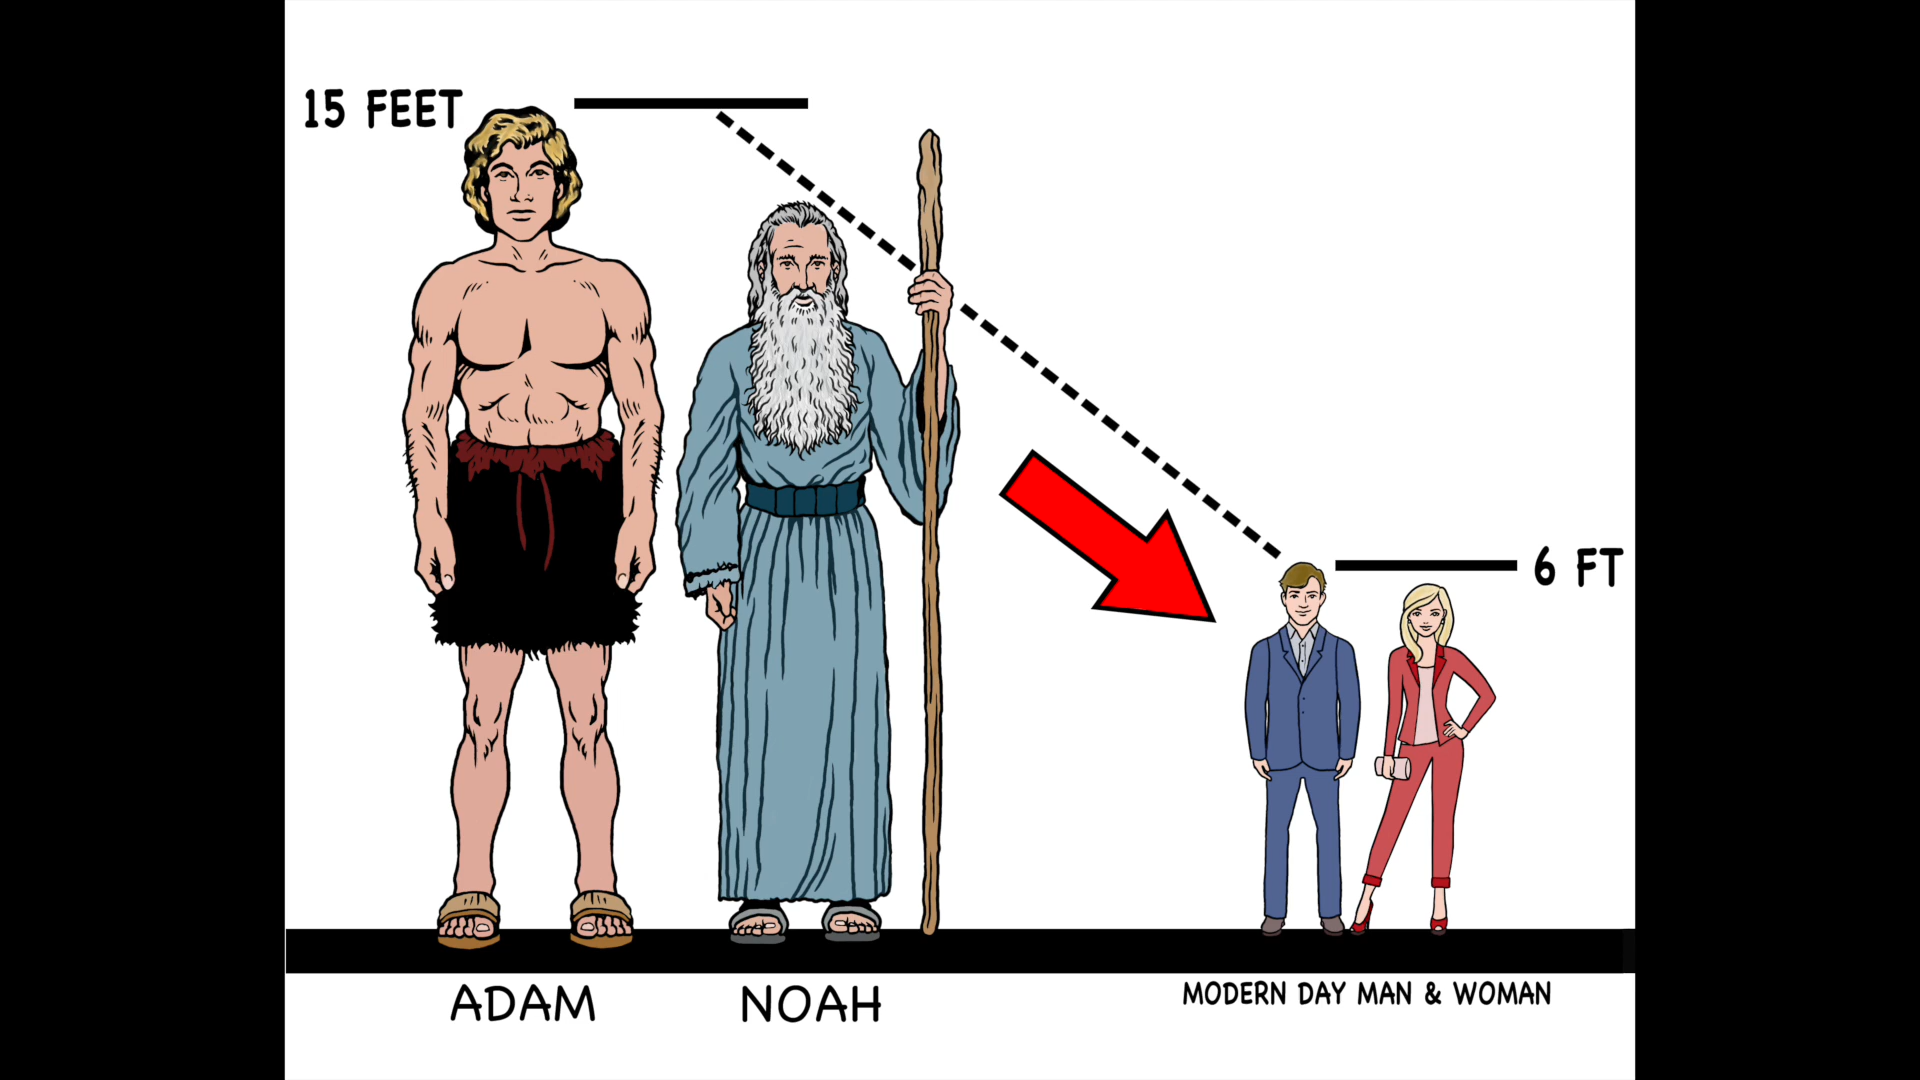 15 FEET
6 FT
ADAM
NOAH
MODERN DAY MAN & WOMAN